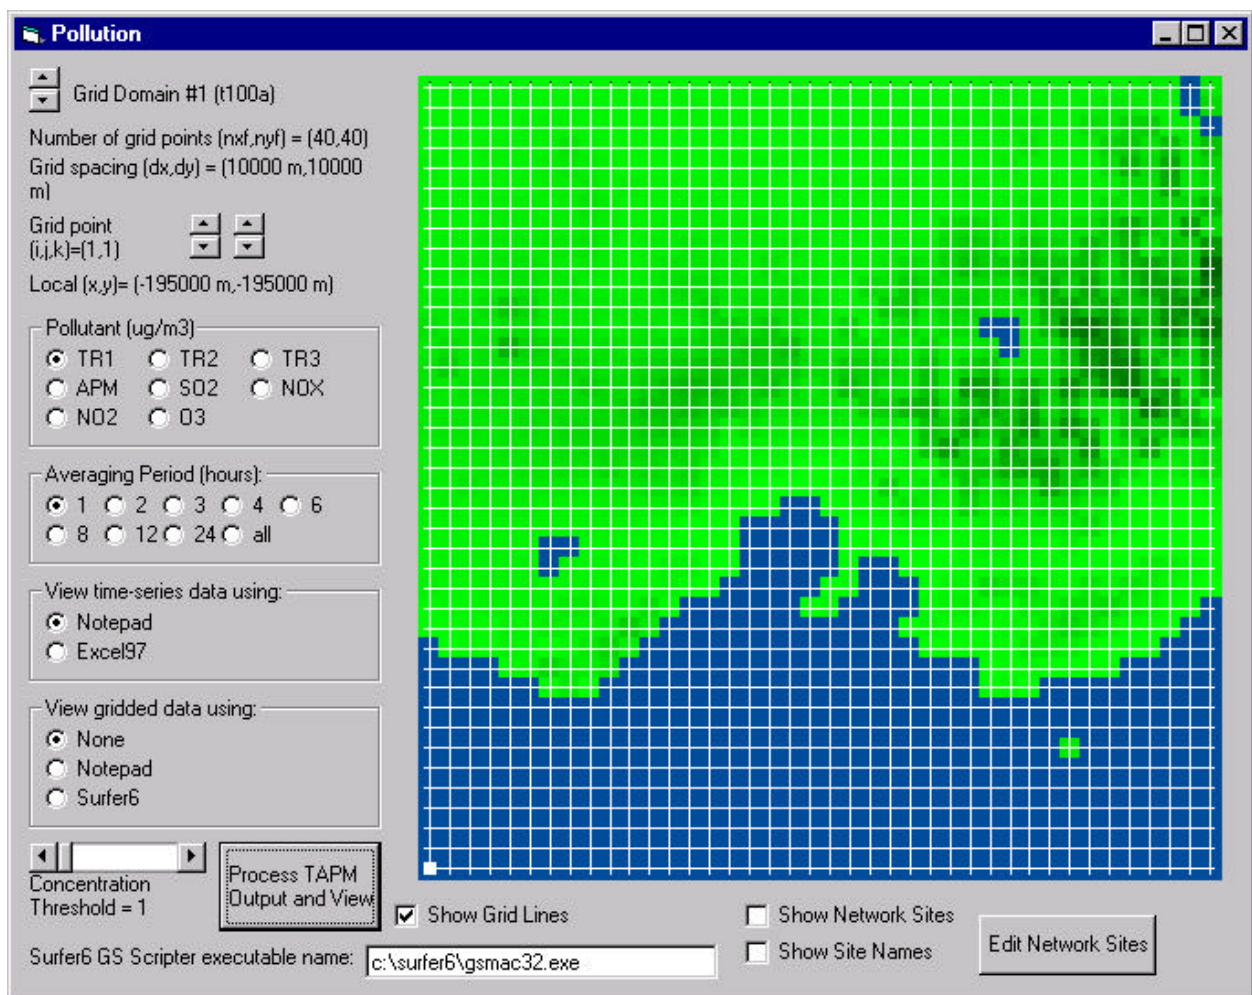 Pollution
Grid Domain #1 (t100a)
Number of grid points (nxf,nyf) = (40,40)
Grid spacing (dx,dy) = (10000 m,10000
m)
Grid point
(i,j,k)=(1,1)
Local (x,y)= (-195000 m,-195000 m)
Pollutant (ug/m3)
TR1 TR2 TR3
APM SO2 NOX
NO2 O3
Averaging Period (hours):
1 2 3 4 6
8 12 24 all
View time-series data using:
Notepad
Excel97
View gridded data using:
None
Notepad
Surfer6
Concentration
Threshold = 1
Process TAPM
Output and View
Show Grid Lines
Show Network Sites
Show Site Names
Edit Network Sites
Surfer6 GS Scripter executable name: c:\surfer6\gsmac32.exe